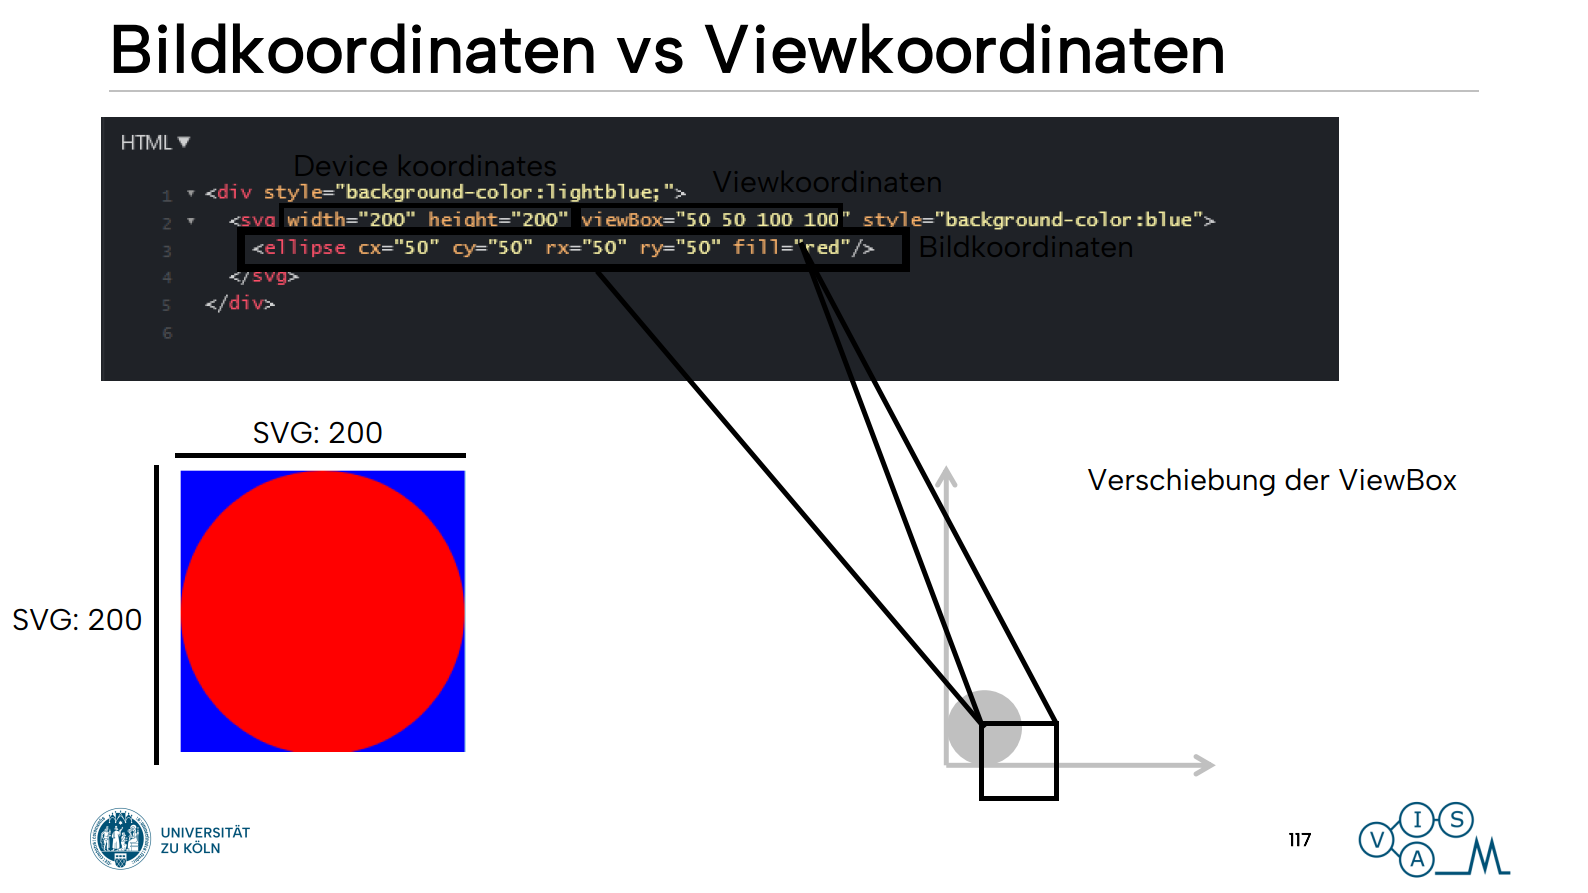 Bildkoordinaten vs Viewkoordinaten
HTML ▼
Device koordinates
Viewkoordinaten
1 ▾ <div style="background-color:lightblue;">
2 ▾ <svg width="200" height="200" viewBox="50 50 100 100" style="background-color:blue">
3 <ellipse cx="50" cy="50" rx="50" ry="50" fill="red"/>
Bildkoordinaten
4 </svg>
5 </div>
6
SVG: 200
SVG: 200
Verschiebung der ViewBox
UNIVERSITÄT
ZU KÖLN
117
V I S
A M